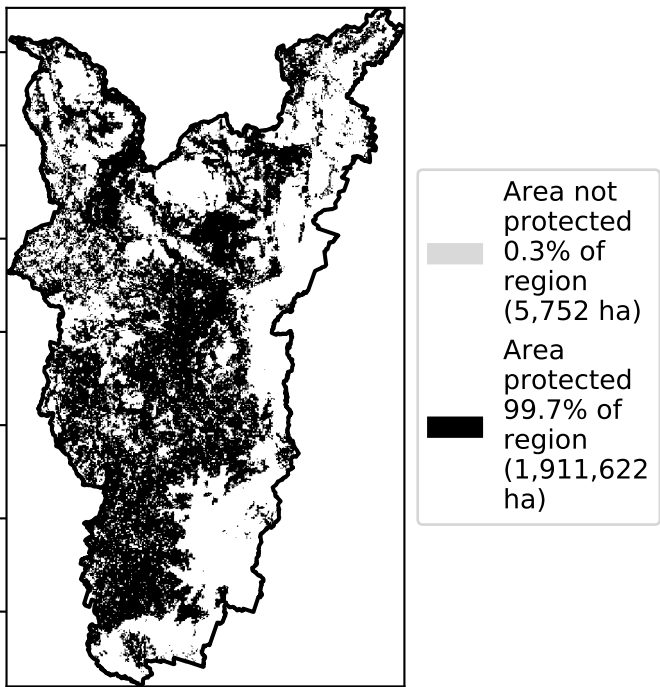 Area not
protected
0.3% of
region
(5,752 ha)
Area
protected
99.7% of
region
(1,911,622
ha)